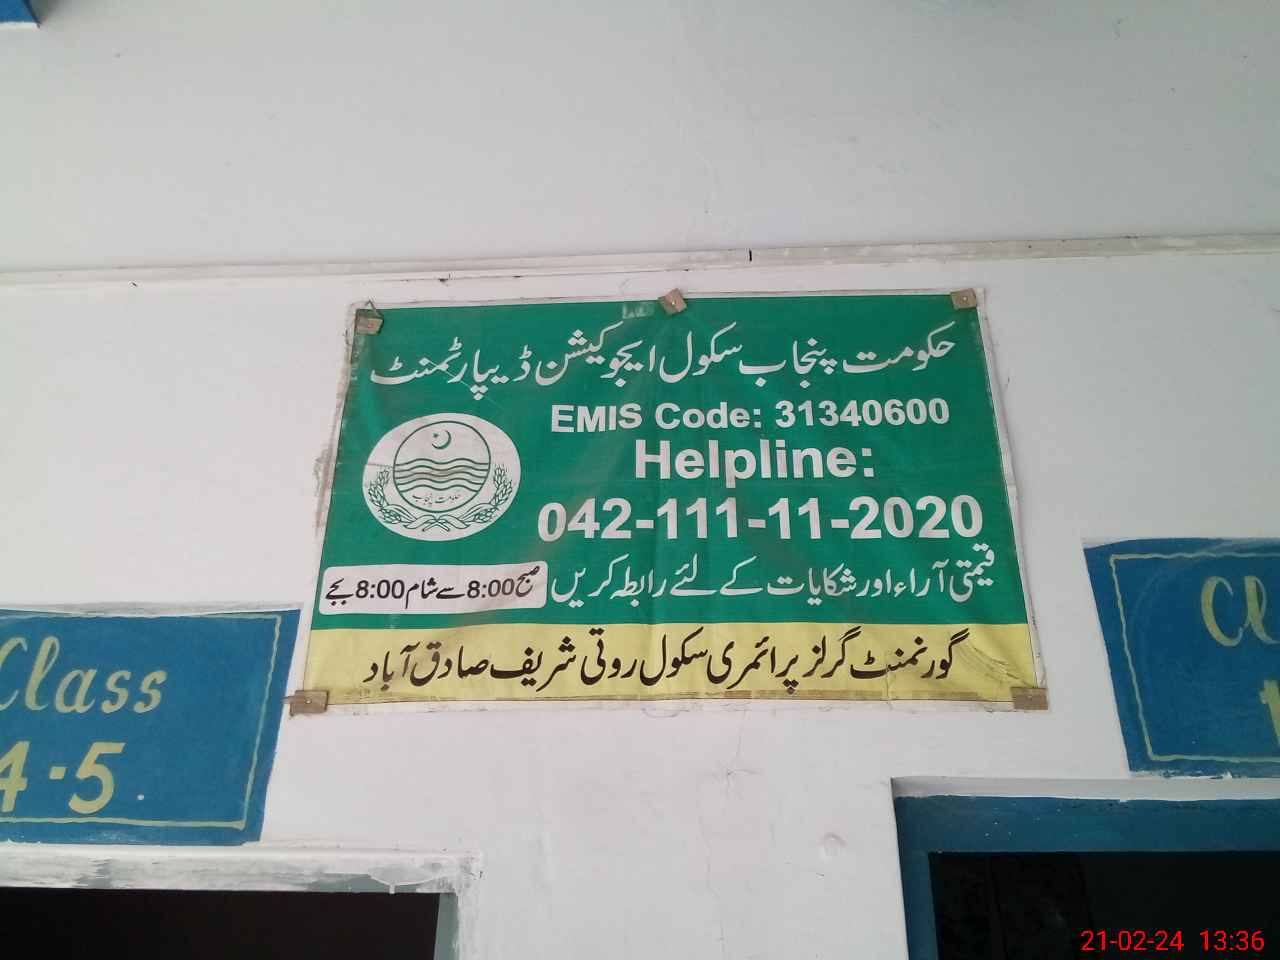 حکومت پنجاب سکول ایجوکیشن ڈیپارٹمنٹ
EMIS Code: 31340600
Helpline:
042-111-11-2020
حکومت پنجاب
قیمتی آراء اور شکایات کے لئے رابطہ کریں
صبح 8:00 سے شام 8:00 بجے
گورنمنٹ گرلز پرائمری سکول روتی شریف صادق آباد
Class
4-5.
21-02-24 13:36